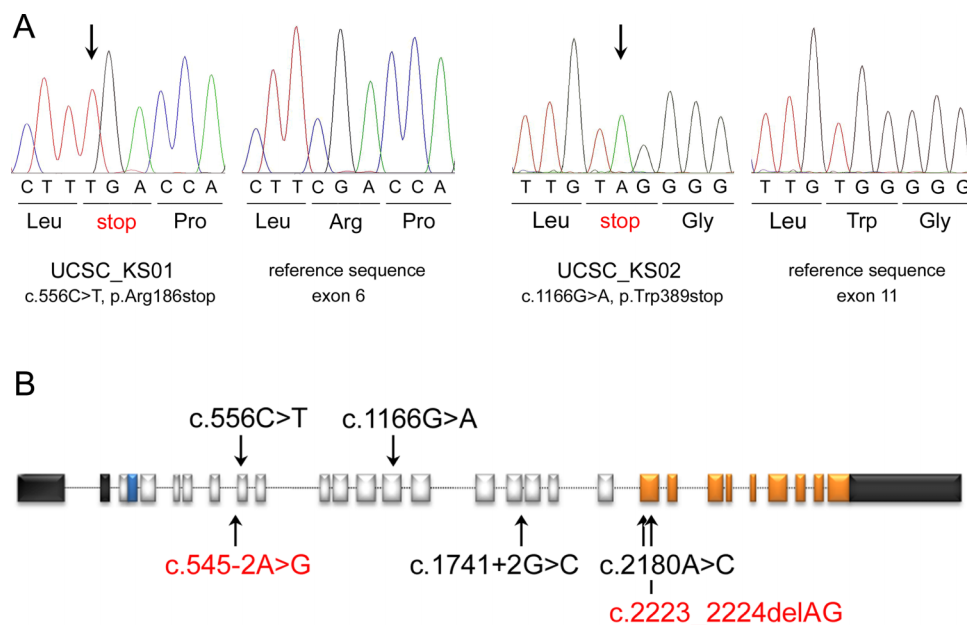 A
C T T T G A C C A
C T T C G A C C A
T T G T A G G G G
T T G T G G G G G
Leu stop Pro
Leu Arg Pro
Leu stop Gly
Leu Trp Gly
UCSC_KS01
c.556C>T, p.Arg186stop
reference sequence
exon 6
UCSC_KS02
c.1166G>A, p.Trp389stop
reference sequence
exon 11
B
c.556C>T
c.1166G>A
c.545-2A>G
c.1741+2G>C
c.2180A>C
c.2223 2224delAG